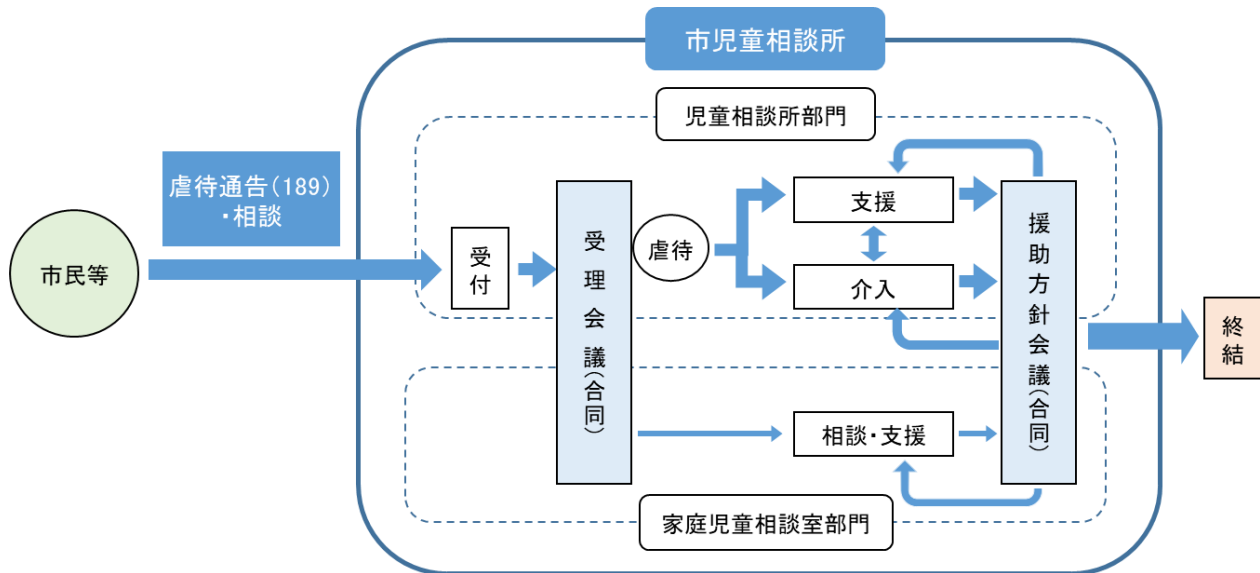 市児童相談所
児童相談所部門
虐待通告(189)
・相談
市民等
受付
受理会議(合同)
虐待
支援
介入
援助方針会議(合同)
終結
相談・支援
家庭児童相談室部門